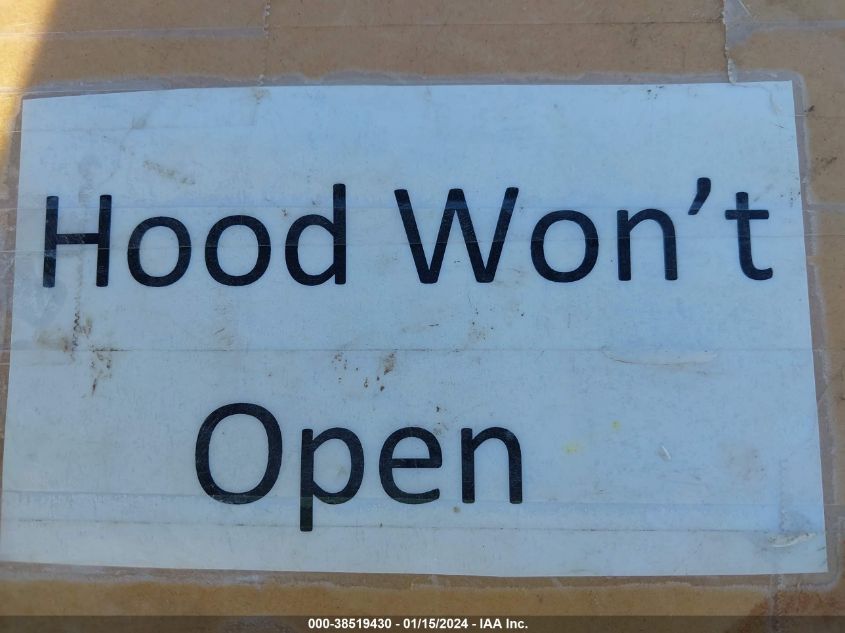 Hood Won’t
Open
000-38519430 - 01/15/2024 - IAA Inc.